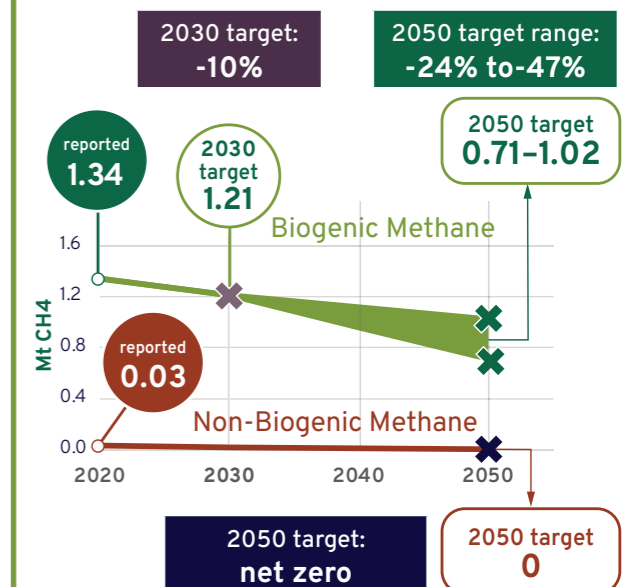 2030 target:
-10%
2050 target range:
-24% to-47%
reported
1.34
2030
target
1.21
2050 target
0.71–1.02
Biogenic Methane
Mt CH4
1.6
1.2
0.8
0.4
0.0
reported
0.03
Non-Biogenic Methane
2020
2030
2040
2050
2050 target:
net zero
2050 target
0